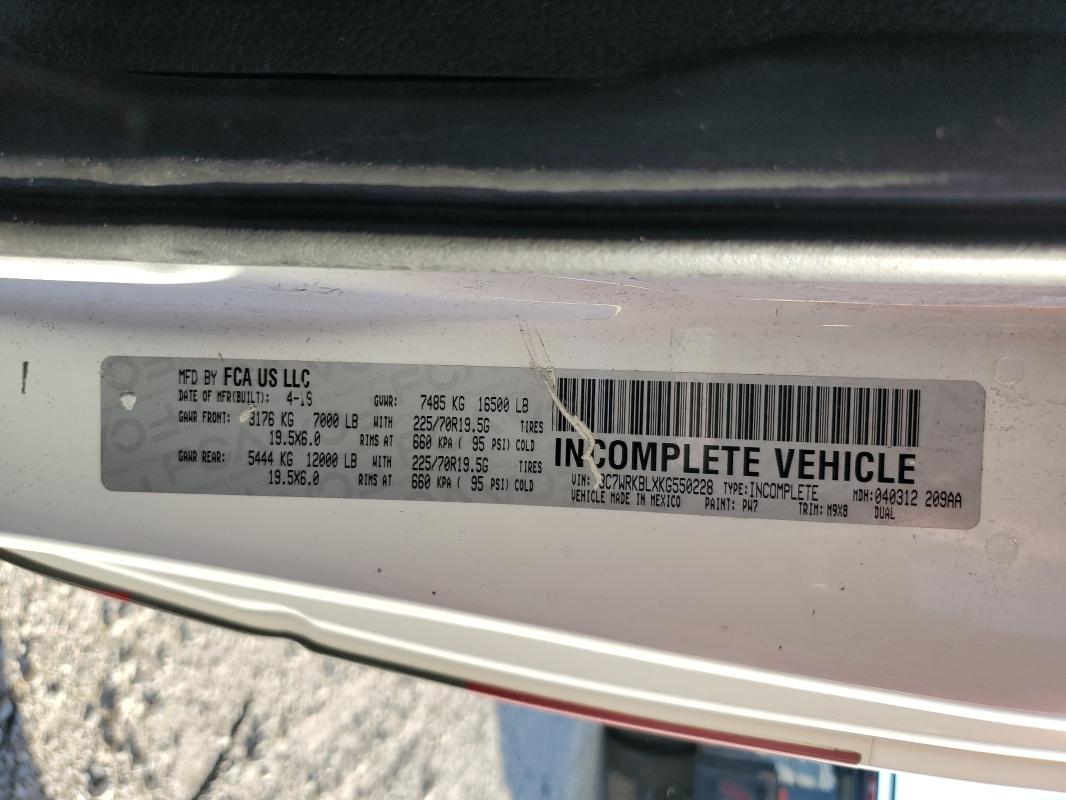 MFD BY FCA US LLC
DATE OF MFR(BUILT): 4-19 GVWR: 7485 KG 16500 LB
GAWR FRONT: 3176 KG 7000 LB WITH 225/70R19.5G TIRES
19.5X6.0 RIMS AT 660 KPA ( 95 PSI) COLD
GAWR REAR: 5444 KG 12000 LB WITH 225/70R19.5G TIRES
19.5X6.0 RIMS AT 660 KPA ( 95 PSI) COLD
INCOMPLETE VEHICLE
VIN: 3C7WRKBLXKG550228 TYPE:INCOMPLETE MDH:040312 209AA
VEHICLE MADE IN MEXICO PAINT: PW7 TRIM: M9X8 DUAL